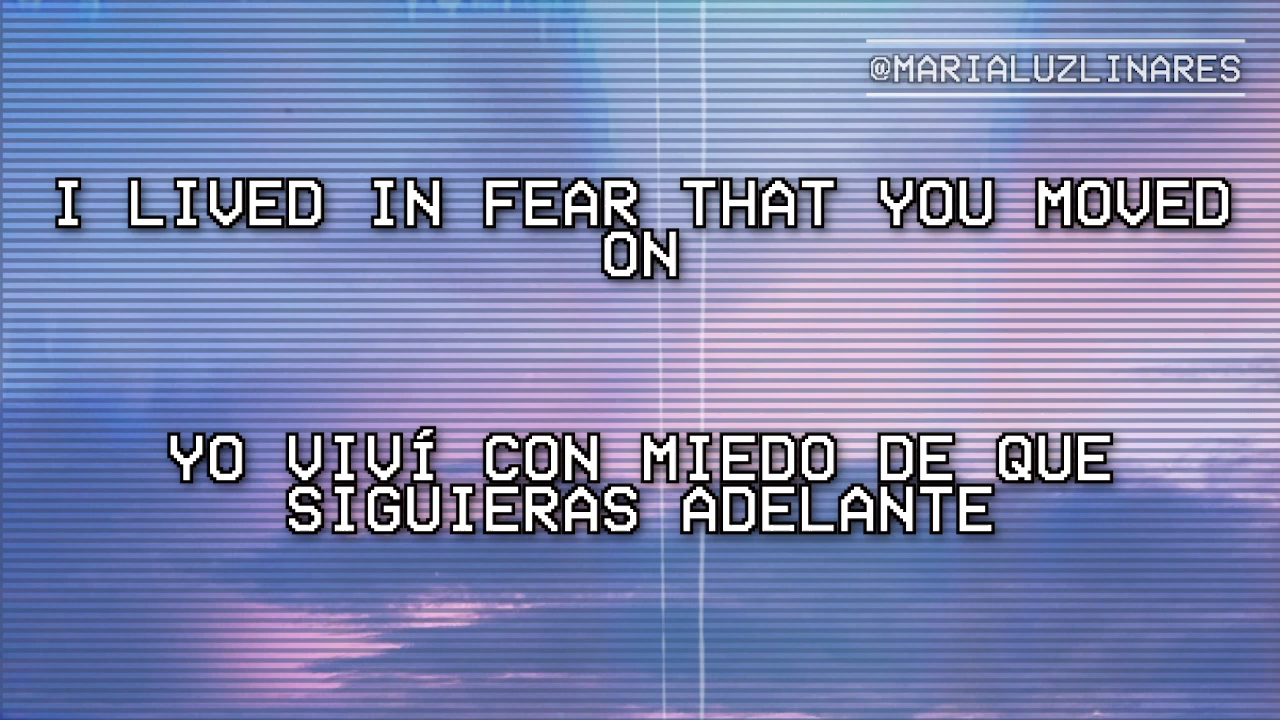 @MARIALUZLINARES
I LIVED IN FEAR THAT YOU MOVED
ON
YO VIVí CON MIEDO DE QUE
SIGUIERAS ADELANTE